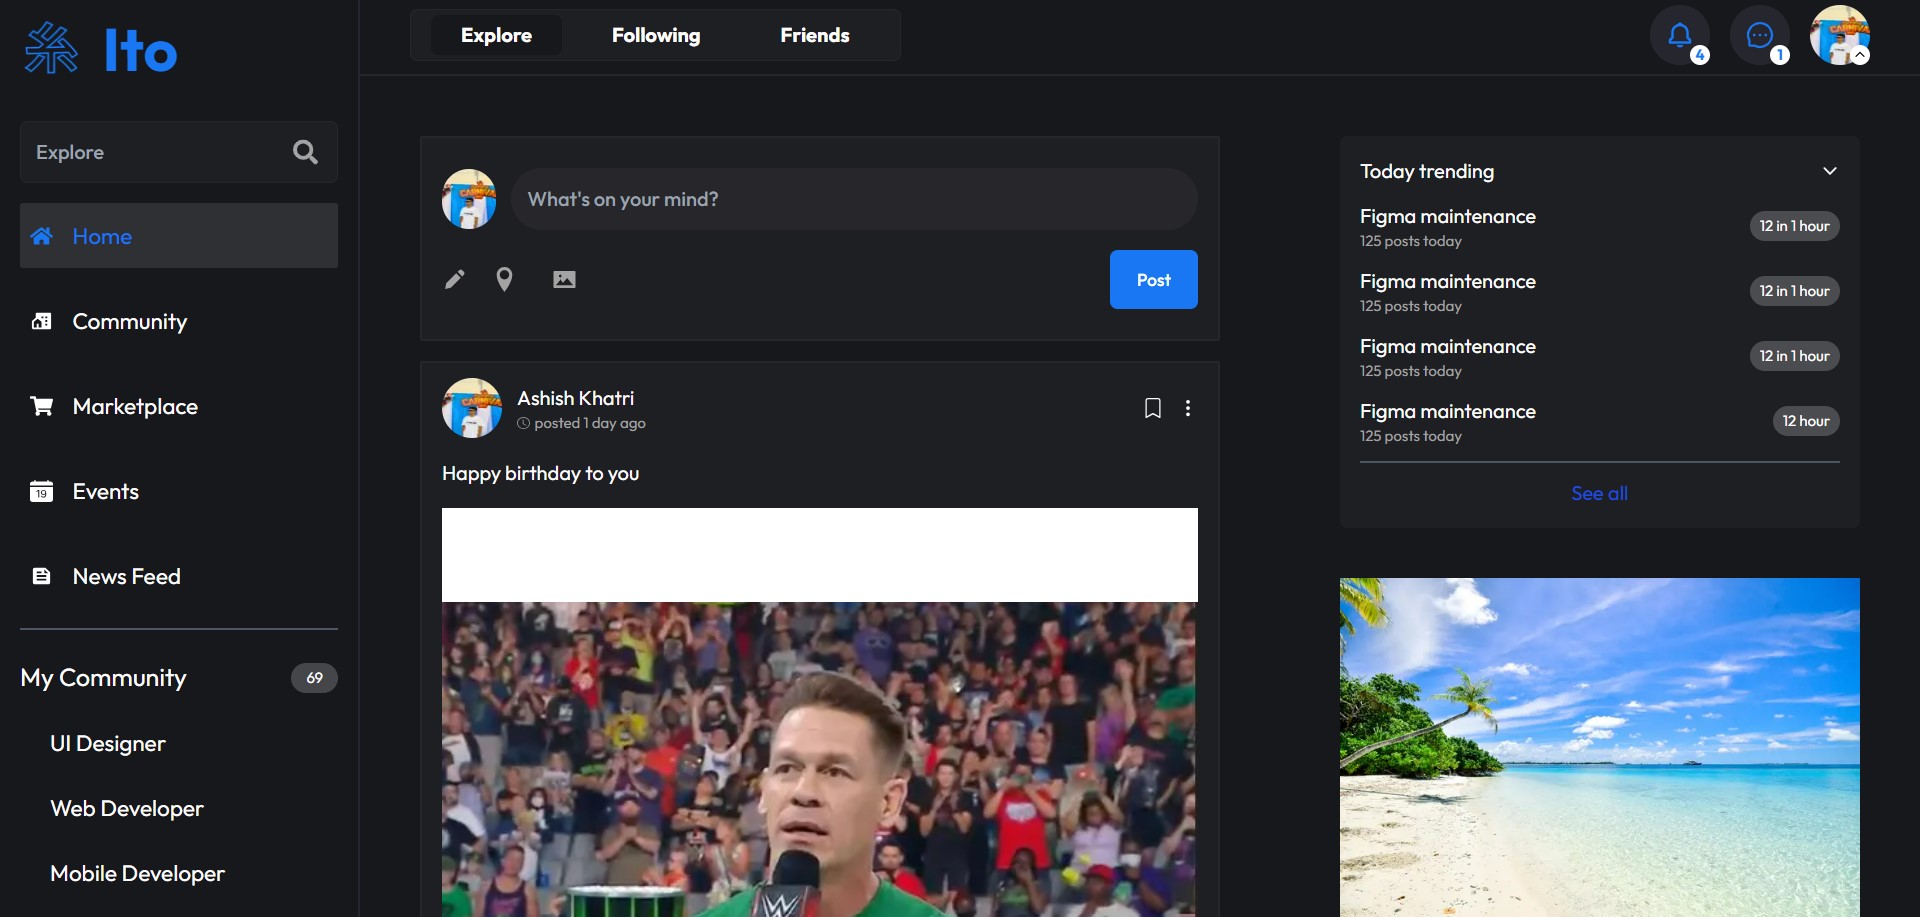 Ito
Explore
Home
Community
Marketplace
19
Events
News Feed
My Community
69
UI Designer
Web Developer
Mobile Developer
Explore
Following
Friends
4
1
What's on your mind?
Post
Ashish Khatri
posted 1 day ago
Happy birthday to you
W
Today trending
Figma maintenance
125 posts today
12 in 1 hour
Figma maintenance
125 posts today
12 in 1 hour
Figma maintenance
125 posts today
12 in 1 hour
Figma maintenance
125 posts today
12 hour
See all